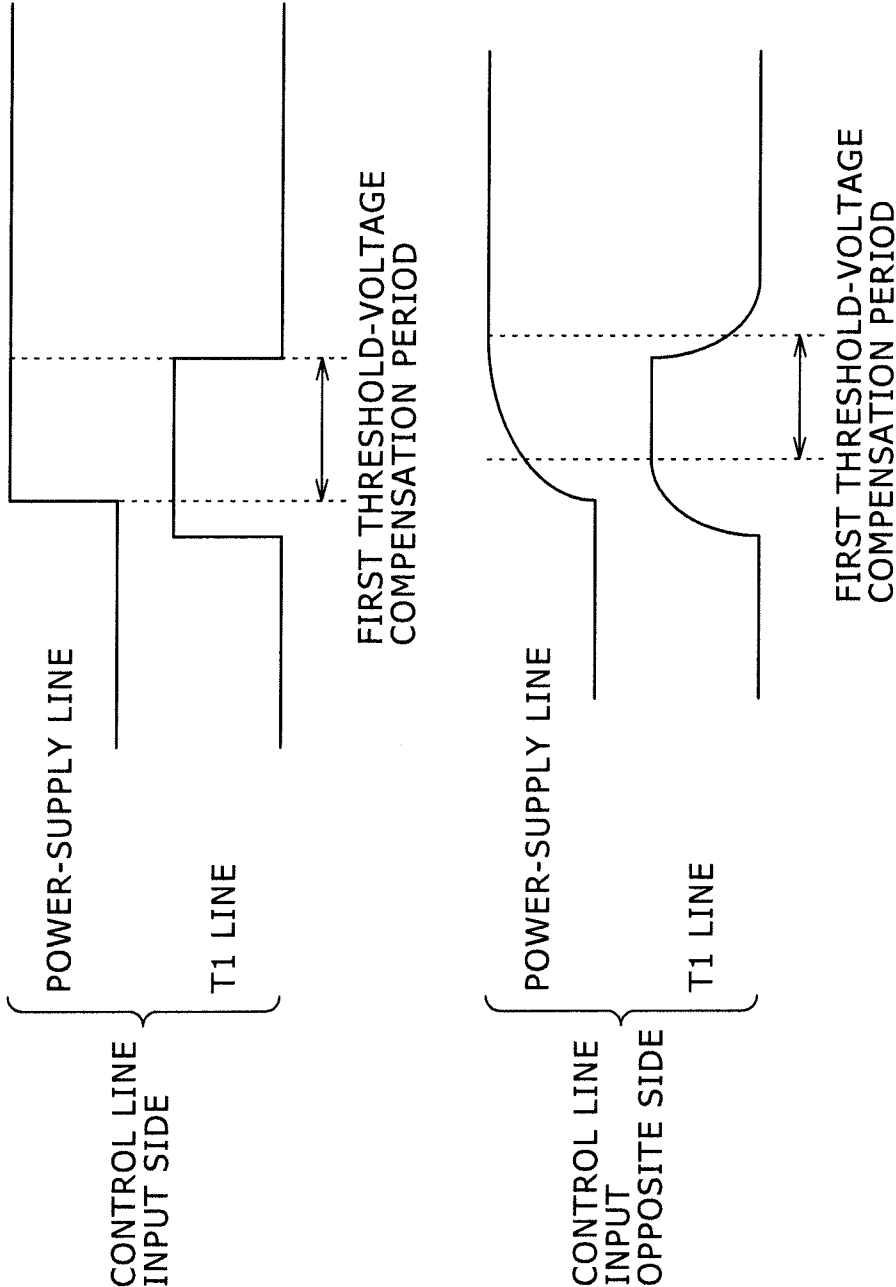 CONTROL LINE
INPUT SIDE
POWER-SUPPLY LINE
T1 LINE
FIRST THRESHOLD-VOLTAGE
COMPENSATION PERIOD
CONTROL LINE
INPUT
OPPOSITE SIDE
POWER-SUPPLY LINE
T1 LINE
FIRST THRESHOLD-VOLTAGE
COMPENSATION PERIOD